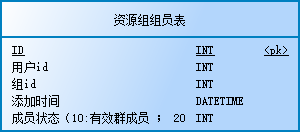 资源组组员表
ID INT <pk>
用户id INT
组id INT
添加时间 DATETIME
成员状态（10:有效群成员 ； 20 INT